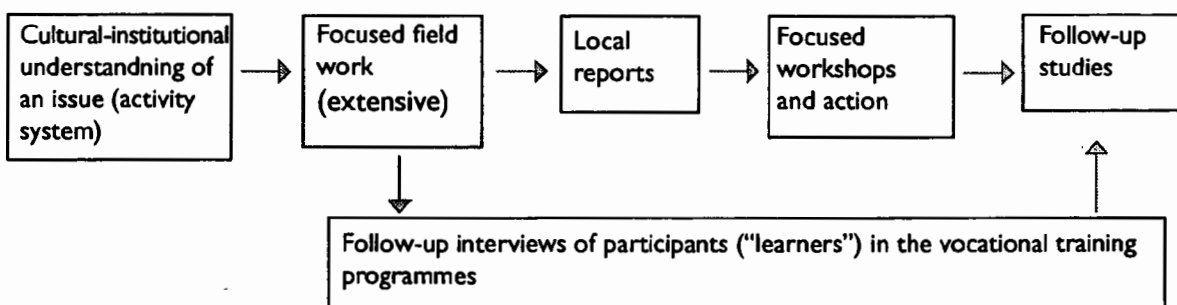 Cultural-institutional
understandning of
an issue (activity
system)
Focused field
work
(extensive)
Local
reports
Focused
workshops
and action
Follow-up
studies
Follow-up interviews of participants (“learners”) in the vocational training
programmes